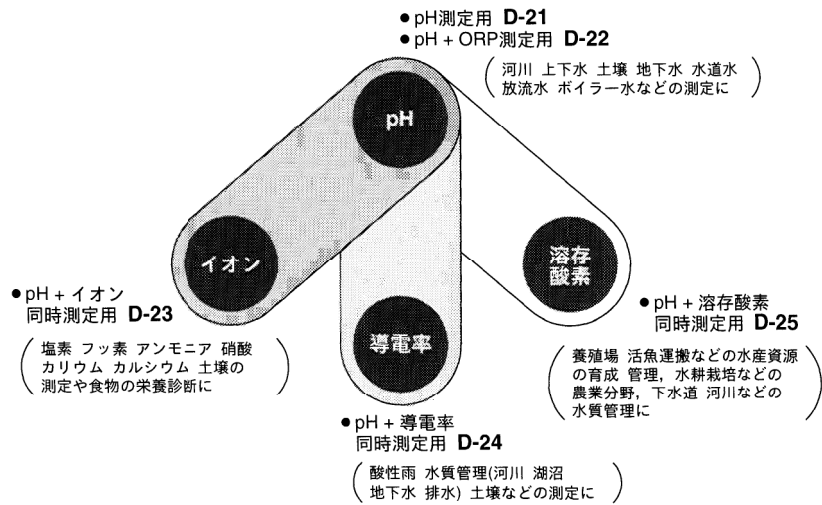 ●pH測定用 D-21
●pH + ORP測定用 D-22
(河川 上下水 土壌 地下水 水道水
放流水 ボイラー水などの測定に)
pH
イオン
溶存
酸素
導電率
●pH + イオン
同時測定用 D-23
(塩素 フッ素 アンモニア 硝酸
カリウム カルシウム 土壌の
測定や食物の栄養診断に)
●pH + 溶存酸素
同時測定用 D-25
(養殖場 活魚運搬などの水産資源
の育成 管理, 水耕栽培などの
農業分野, 下水道 河川などの
水質管理に)
●pH + 導電率
同時測定用 D-24
(酸性雨 水質管理(河川 湖沼
地下水 排水) 土壌などの測定に)